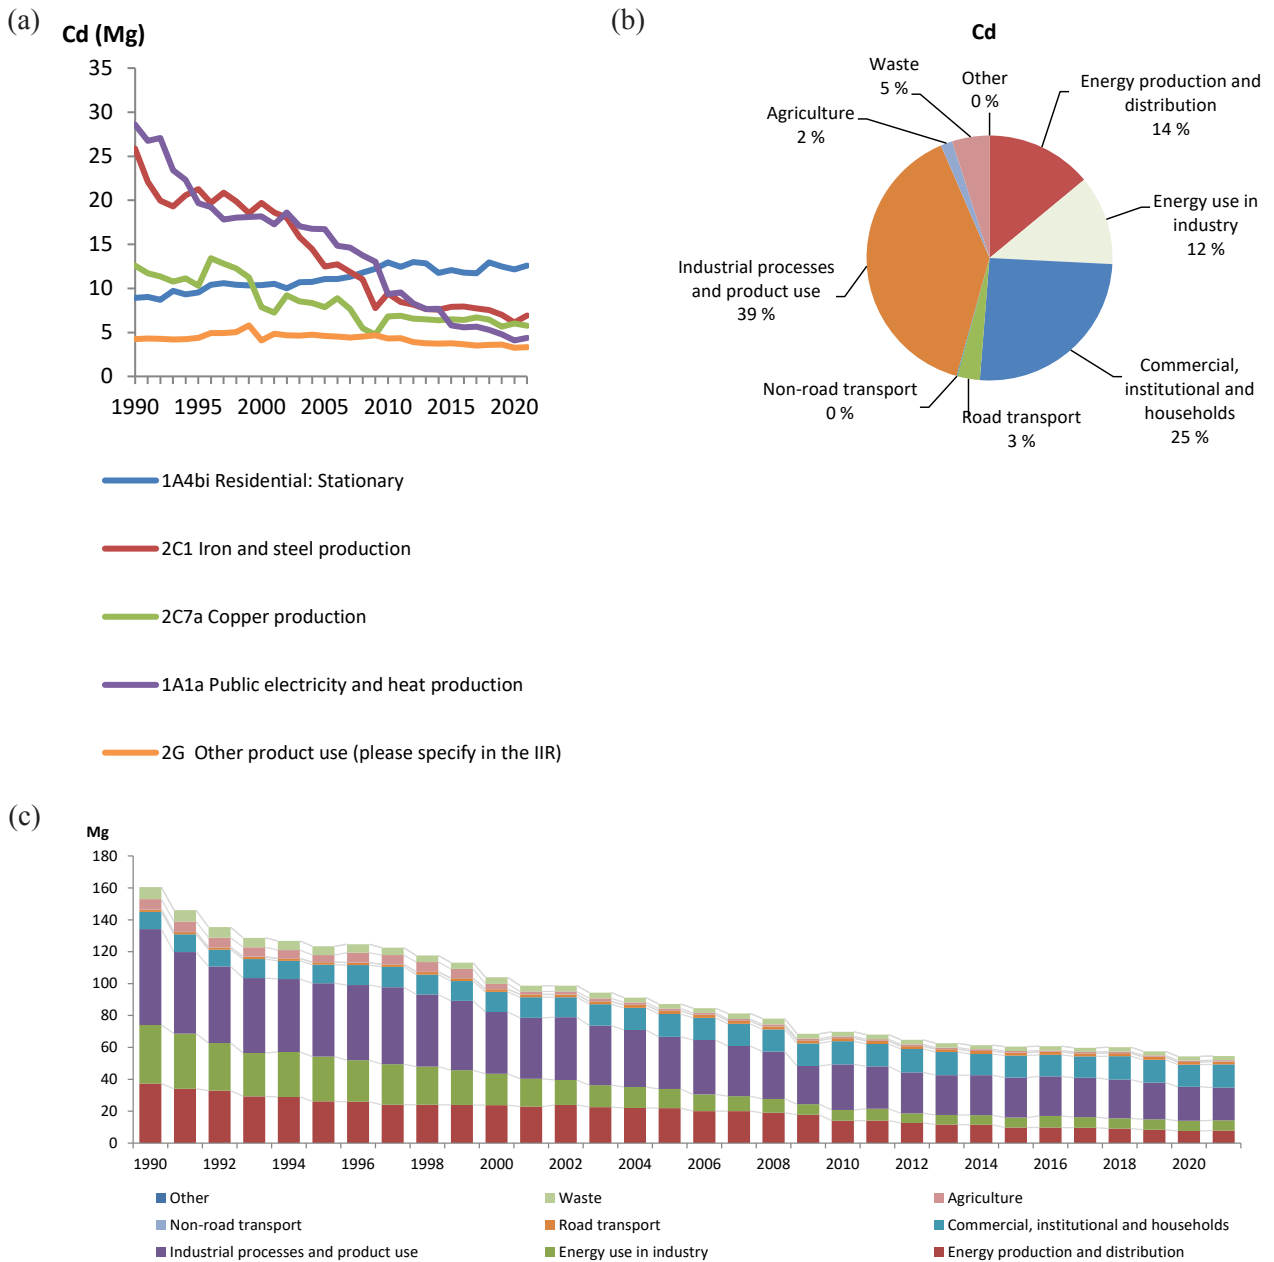 (a)
Cd (Mg)
35
30
25
20
15
10
5
0
1990 1995 2000 2005 2010 2015 2020
1A4bi Residential: Stationary
2C1 Iron and steel production
2C7a Copper production
1A1a Public electricity and heat production
2G Other product use (please specify in the IIR)
(b)
Cd
Waste
5 %
Other
0 %
Energy production and
distribution
14 %
Agriculture
2 %
Energy use in
industry
12 %
Industrial processes
and product use
39 %
Commercial,
institutional and
households
25 %
Non-road transport
0 %
Road transport
3 %
(c)
Mg
180
160
140
120
100
80
60
40
20
0
1990 1992 1994 1996 1998 2000 2002 2004 2006 2008 2010 2012 2014 2016 2018 2020
Other Waste Agriculture
Non-road transport Road transport Commercial, institutional and households
Industrial processes and product use Energy use in industry Energy production and distribution